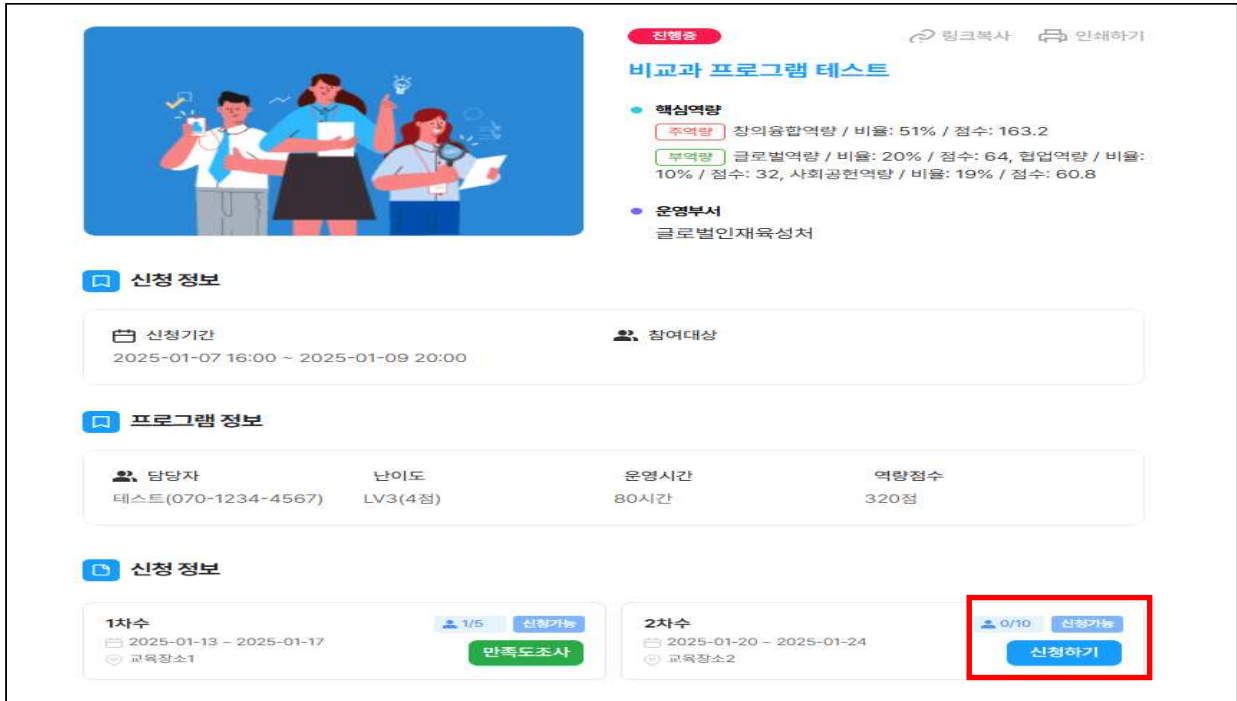 진행중
링크복사
인쇄하기
비교과 프로그램 테스트
핵심역량
주역량 창의융합역량 / 비율: 51% / 점수: 163.2
부역량 글로벌역량 / 비율: 20% / 점수: 64, 협업역량 / 비율:
10% / 점수: 32, 사회공헌역량 / 비율: 19% / 점수: 60.8
운영부서
글로벌인재육성처
신청 정보
신청기간
2025-01-07 16:00 ~ 2025-01-09 20:00
참여대상
프로그램 정보
담당자
테스트(070-1234-4567)
난이도
LV3(4점)
운영시간
80시간
역량점수
320점
신청 정보
1차수
1/5
신청가능
2025-01-13 ~ 2025-01-17
교육장소1
만족도조사
2차수
0/10
신청가능
2025-01-20 ~ 2025-01-24
교육장소2
신청하기